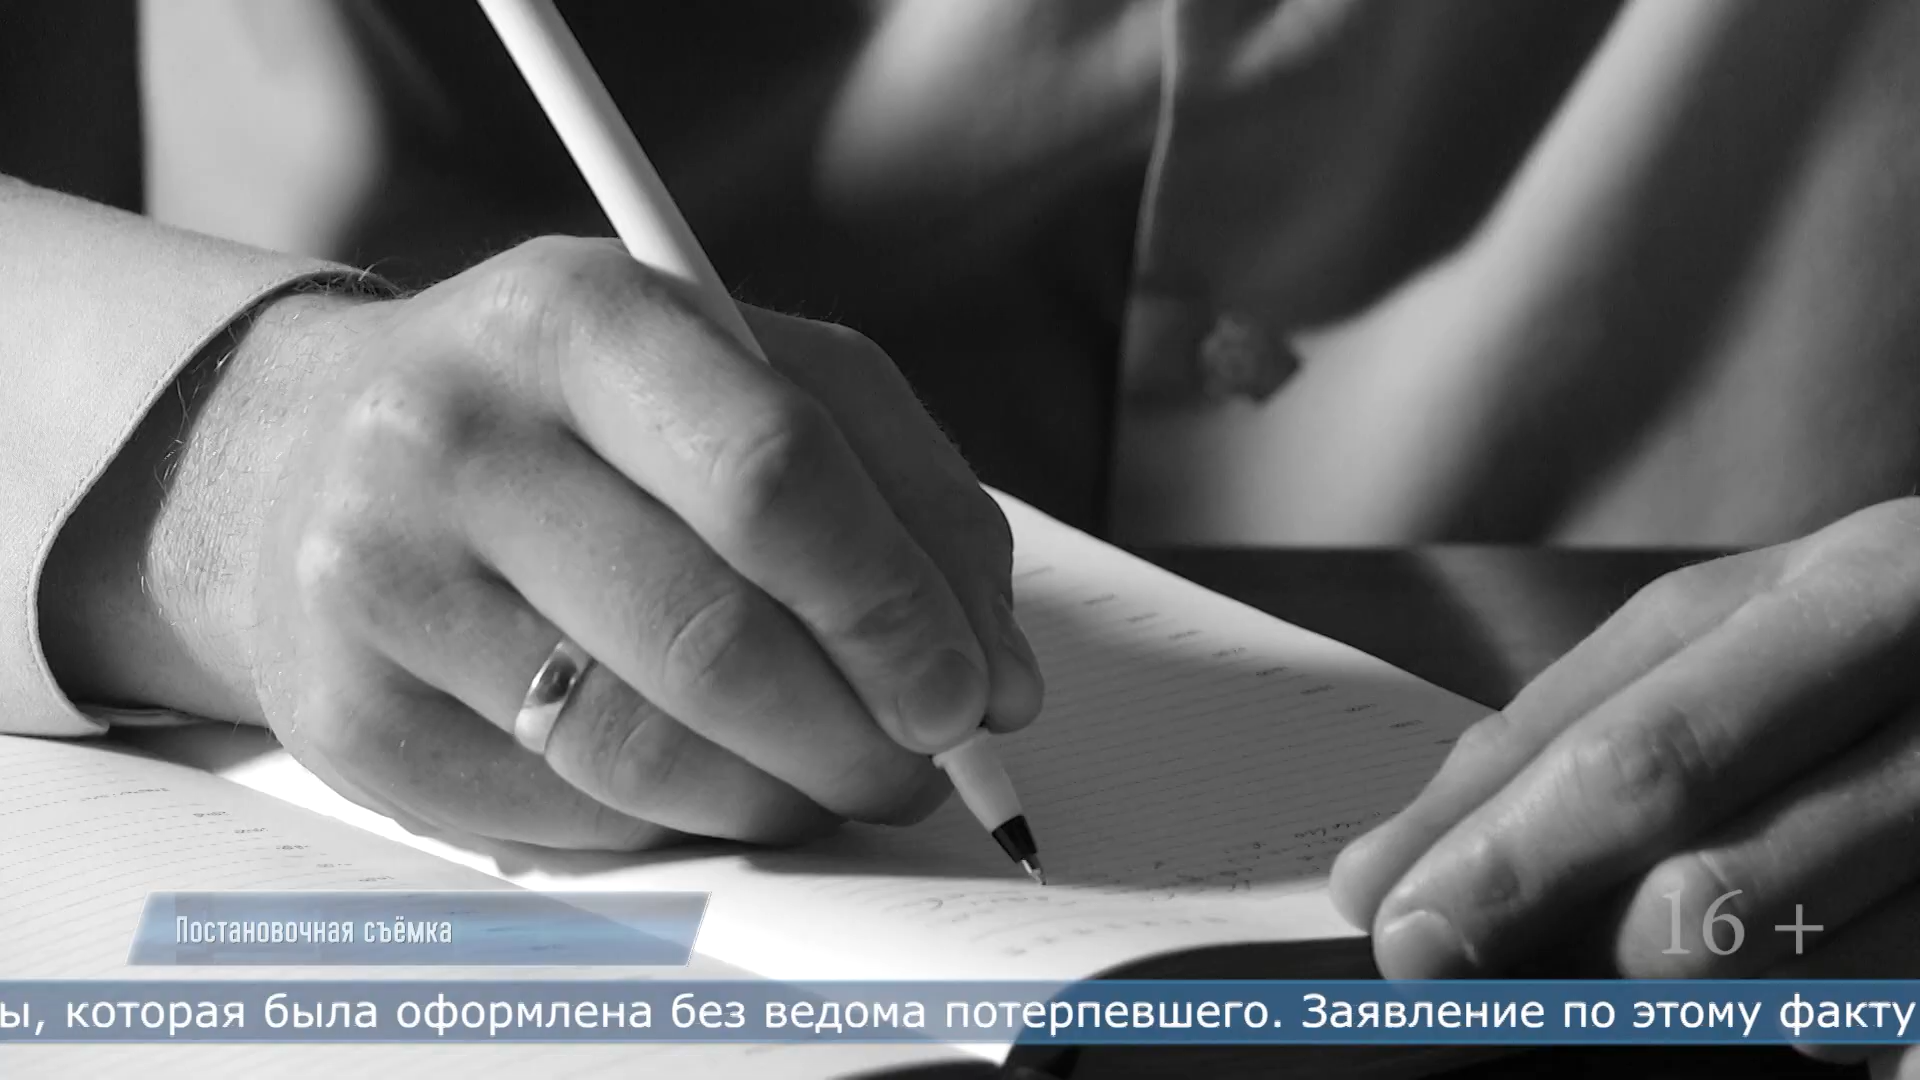 Постановочная съёмка
16 +
ы, которая была оформлена без ведома потерпевшего. Заявление по этому факту